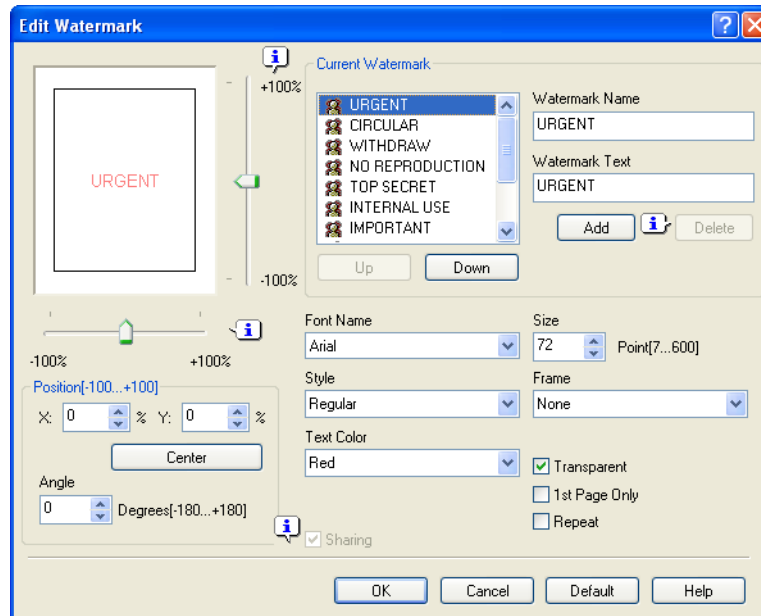 Edit Watermark
+100%
URGENT
-100%
-100% +100%
Position[-100...+100]
X: 0 % Y: 0 %
Center
Angle
0 Degrees[-180...+180]
Current Watermark
URGENT
CIRCULAR
WITHDRAW
NO REPRODUCTION
TOP SECRET
INTERNAL USE
IMPORTANT
Up Down
Watermark Name
URGENT
Watermark Text
URGENT
Add Delete
Font Name
Arial
Size
72 Point[7...600]
Style
Regular
Frame
None
Text Color
Red
Transparent
1st Page Only
Repeat
Sharing
OK Cancel Default Help